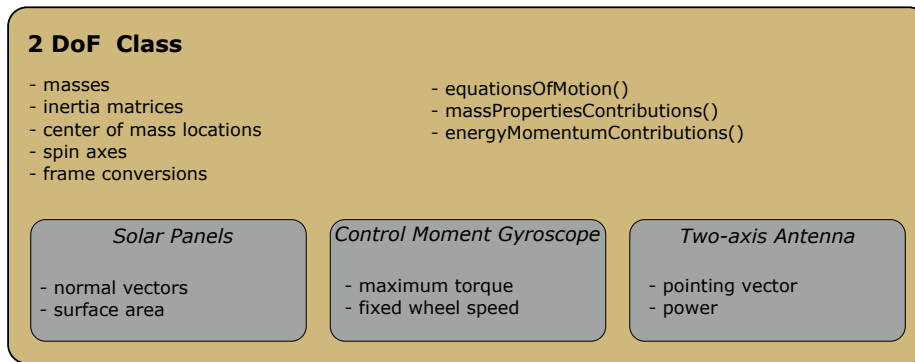 2 DoF Class
- masses
- inertia matrices
- center of mass locations
- spin axes
- frame conversions
- equationsOfMotion()
- massPropertiesContributions()
- energyMomentumContributions()
Solar Panels
- normal vectors
- surface area
Control Moment Gyroscope
- maximum torque
- fixed wheel speed
Two-axis Antenna
- pointing vector
- power